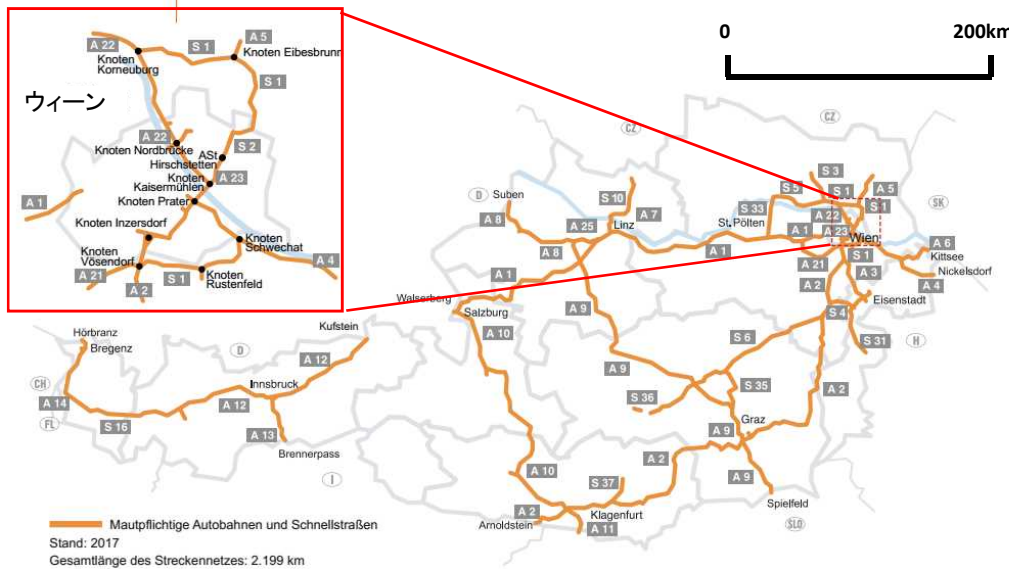 0 200km
A 22
S 1
A 5
Knoten Eibesbrunn
Knoten
Korneuburg
S 1
ウィーン
A 22
Knoten Nordbrücke
S 2
ASt
Hirschstetten
Knoten
Kaisermühlen
A 23
Knoten Prater
A 1
Knoten Inzersdorf
Knoten
Schwechat
Knoten
Vösendorf
A 21
A 2
S 1
Knoten
Rustenfeld
A 4
CZ
CZ
D
Suben
A 8
S 10
A 7
A 25
Linz
A 8
S 3
S 5
S 1
A 5
S 33
St.Pölten
A 22
S 1
SK
A 1
A 23
Wien
A 1
A 21
S 1
A 6
Kittsee
A 2
A 3
A 4
Nickelsdorf
A 1
Walserberg
Salzburg
A 10
A 9
Eisenstadt
S 4
S 31
H
S 6
A 9
S 35
S 36
A 2
Graz
A 9
A 2
A 9
Spielfeld
SLO
A 10
S 37
A 2
Klagenfurt
Arnoldstein
A 11
Hörbranz
Bregenz
D
Kufstein
A 12
CH
A 14
FL
S 16
Innsbruck
A 12
A 13
Brennerpass
I
Mautpflichtige Autobahnen und Schnellstraßen
Stand: 2017
Gesamtlänge des Streckennetzes: 2.199 km